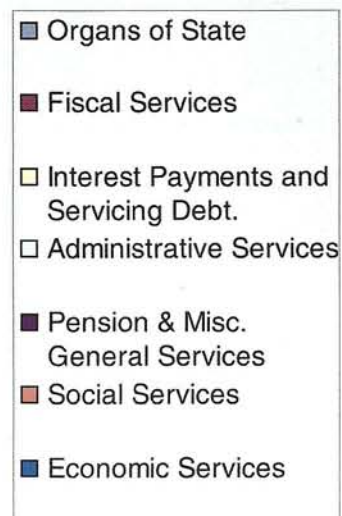 Organs of State
Fiscal Services
Interest Payments and
Servicing Debt.
Administrative Services
Pension & Misc.
General Services
Social Services
Economic Services